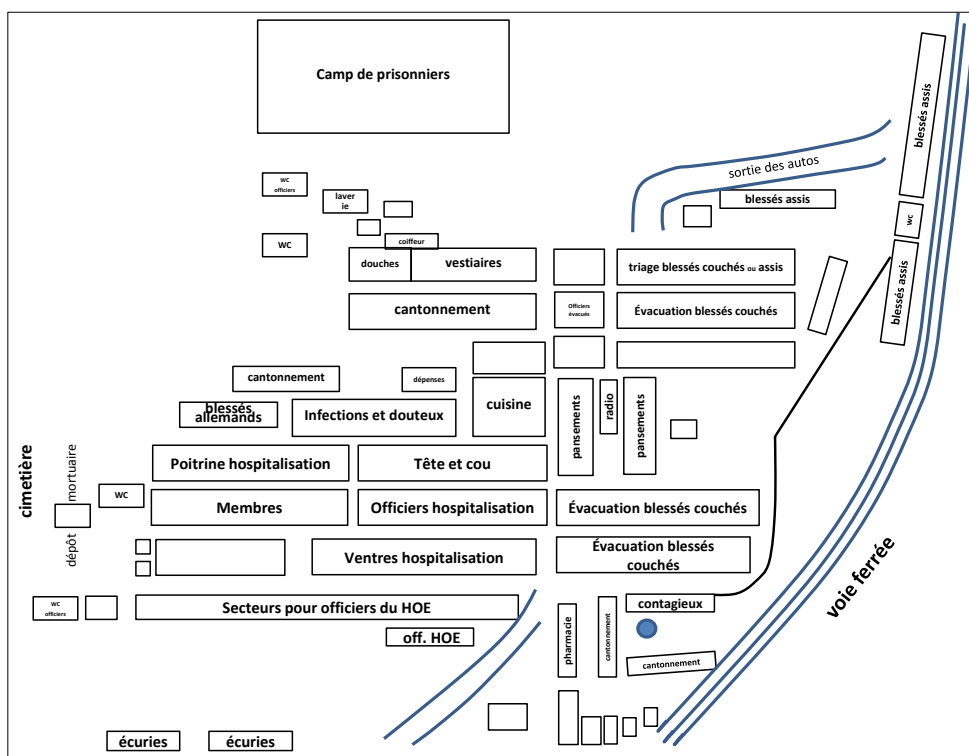 Camp de prisonniers
blessés assis
sortie des autos
WC
officiers
laver
ie
blessés assis
wc
WC
coiffeur
douches
vestiaires
triage blessés couchés ou assis
blessés assis
cantonnement
Officiers
évacués
Évacuation blessés couchés
cantonnement
dépenses
cuisine
blessés
allemands
Infections et douteux
pansements
radio
pansements
cimetière
mortuaire
dépôt
Poitrine hospitalisation
Tête et cou
WC
Membres
Officiers hospitalisation
Évacuation blessés couchés
Ventres hospitalisation
Évacuation blessés
couchés
voie ferrée
WC
officiers
Secteurs pour officiers du HOE
contagieux
off. HOE
pharmacie
cantonnement
cantonnement
écuries
écuries